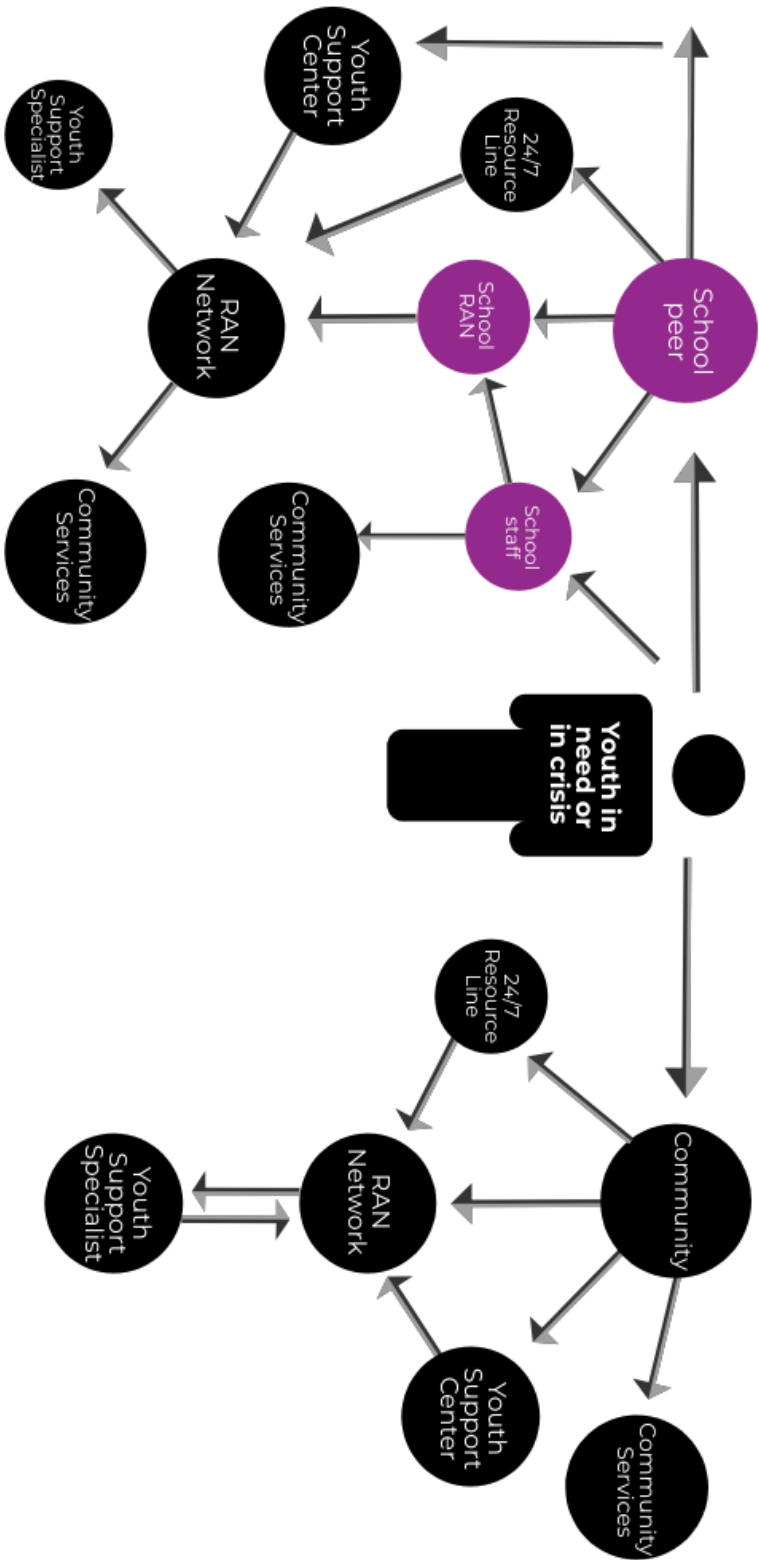 School
peer
24/7
Resource
Line
Youth
Support
Center
School
RAN
School
staff
RAN
Network
Youth
Support
Specialist
Community
Services
Community
Services
Youth in
need or
in crisis
Community
24/7
Resource
Line
RAN
Network
Youth
Support
Center
Community
Services
Youth
Support
Specialist